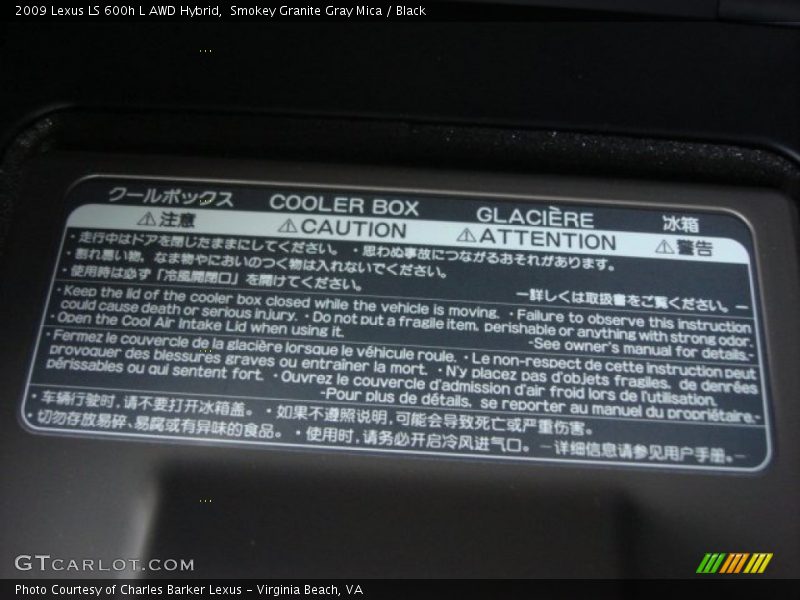 2009 Lexus LS 600h L AWD Hybrid,  Smokey Granite Gray Mica / Black
クールボックス COOLER BOX GLACIÈRE 冰箱
⚠注意 ⚠CAUTION ⚠ATTENTION ⚠警告
・走行中はドアを閉じたままにしてください。・思わぬ事故につながるおそれがあります。
・割れ易い物、なま物やにおいのつく物は入れないでください。
・使用時は必ず「冷風開閉口」を開けてください。 ―詳しくは取扱書をご覧ください。―
・Keep the lid of the cooler box closed while the vehicle is moving. ・Failure to observe this instruction
could cause death or serious injury. ・Do not put a fragile item, perishable or anything with strong odor.
・Open the Cool Air Intake Lid when using it. -See owner's manual for details.-
・Fermez le couvercle de la glacière lorsque le véhicule roule. ・Le non-respect de cette instruction peut
provoquer des blessures graves ou entraîner la mort. ・N'y placez pas d'objets fragiles, de denrées
périssables ou qui sentent fort. ・Ouvrez le couvercle d'admission d'air froid lors de l'utilisation.
-Pour plus de détails, se reporter au manuel du propriétaire.-
・车辆行驶时,请不要打开冰箱盖。・如果不遵照说明,可能会导致死亡或严重伤害。
・切勿存放易碎、易腐或有异味的食品。・使用时,请务必开启冷风进气口。―详细信息请参见用户手册。―
GTCARLOT.COM
Photo Courtesy of Charles Barker Lexus - Virginia Beach, VA